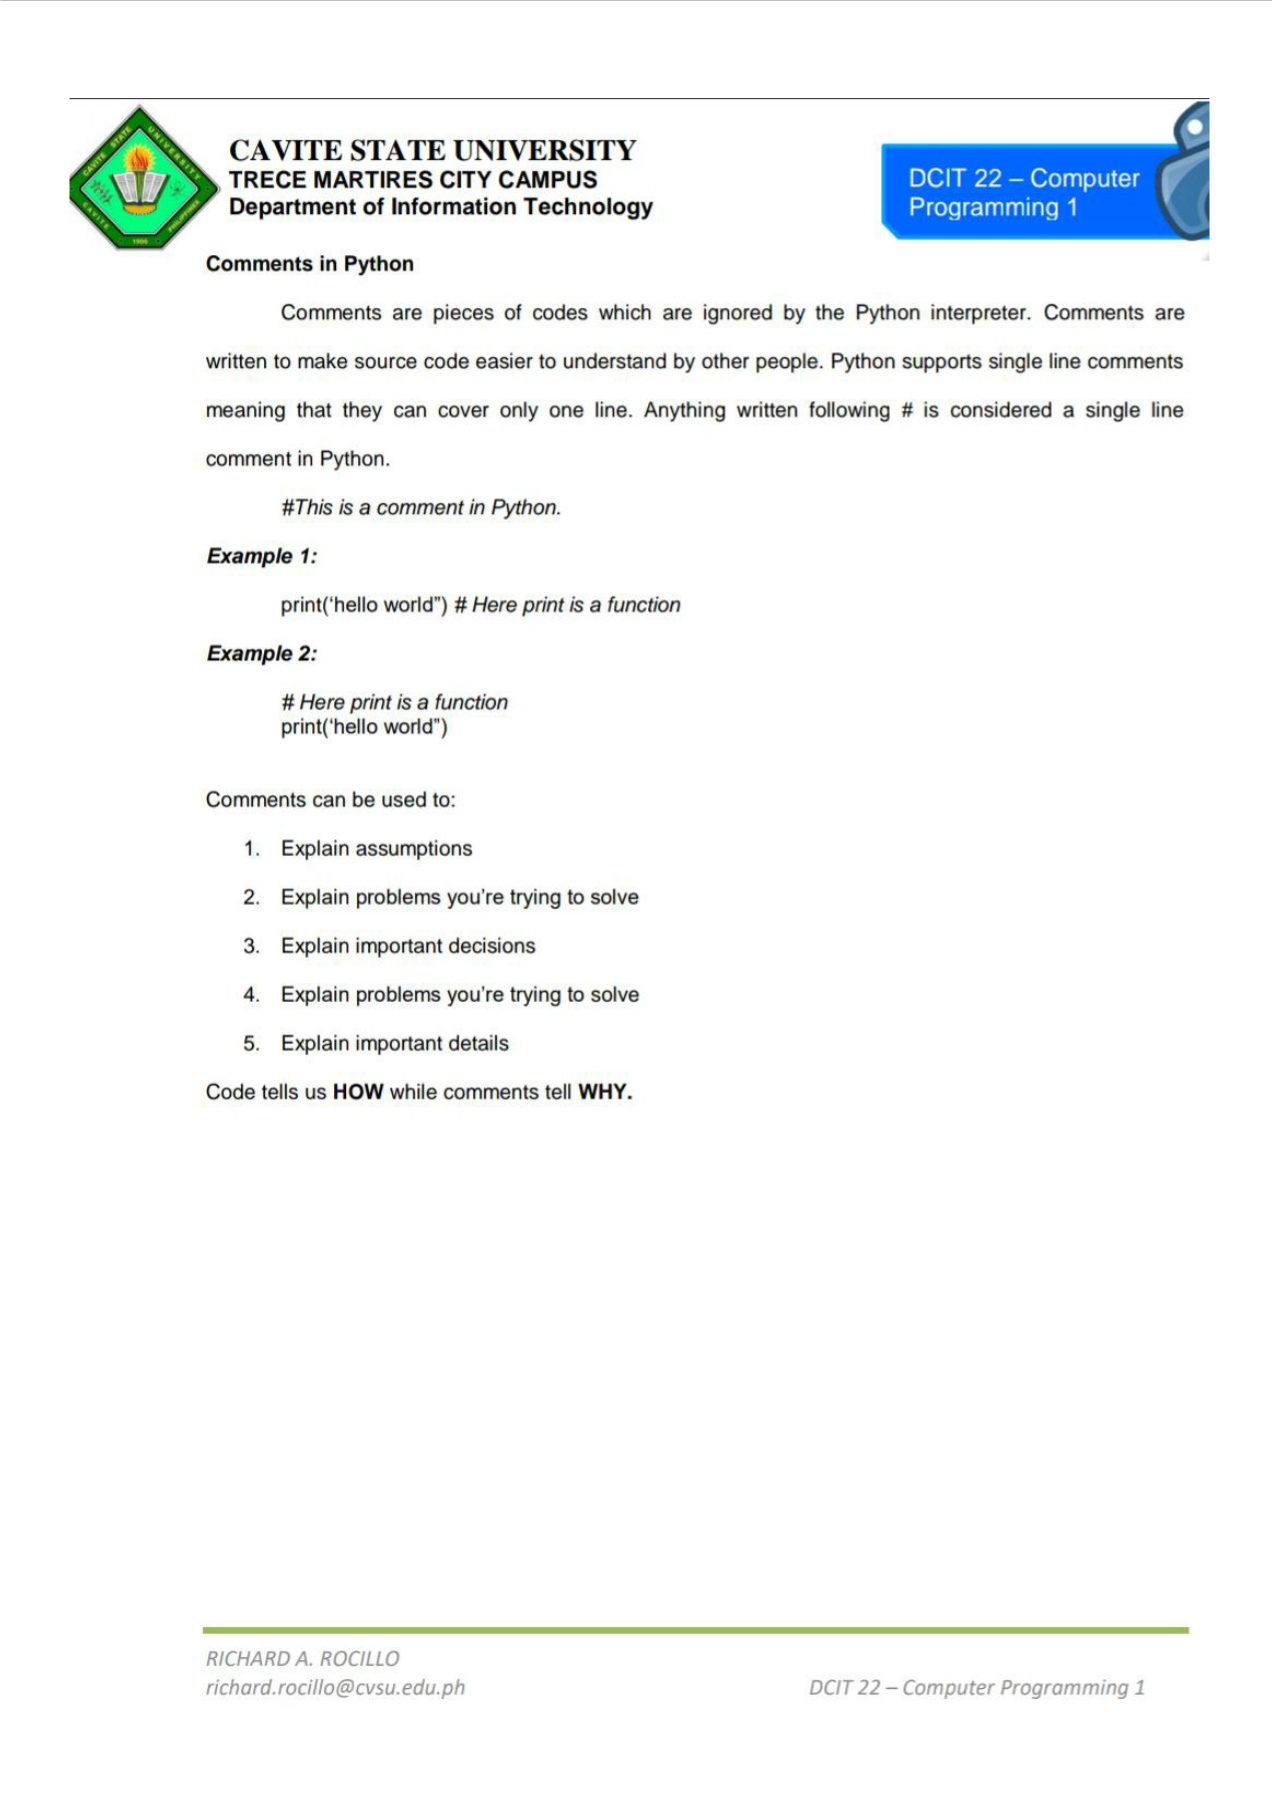 CAVITE STATE UNIVERSITY
TRECE MARTIRES CITY CAMPUS
Department of Information Technology
DCIT 22 – Computer
Programming 1
CAVITE STATE UNIVERSITY
CAVITE
1906
PHILIPPINES
Comments in Python
Comments are pieces of codes which are ignored by the Python interpreter. Comments are
written to make source code easier to understand by other people. Python supports single line comments
meaning that they can cover only one line. Anything written following # is considered a single line
comment in Python.
#This is a comment in Python.
Example 1:
print(‘hello world”) # Here print is a function
Example 2:
# Here print is a function
print(‘hello world”)
Comments can be used to:
1. Explain assumptions
2. Explain problems you’re trying to solve
3. Explain important decisions
4. Explain problems you’re trying to solve
5. Explain important details
Code tells us HOW while comments tell WHY.
RICHARD A. ROCILLO
richard.rocillo@cvsu.edu.ph
DCIT 22 – Computer Programming 1